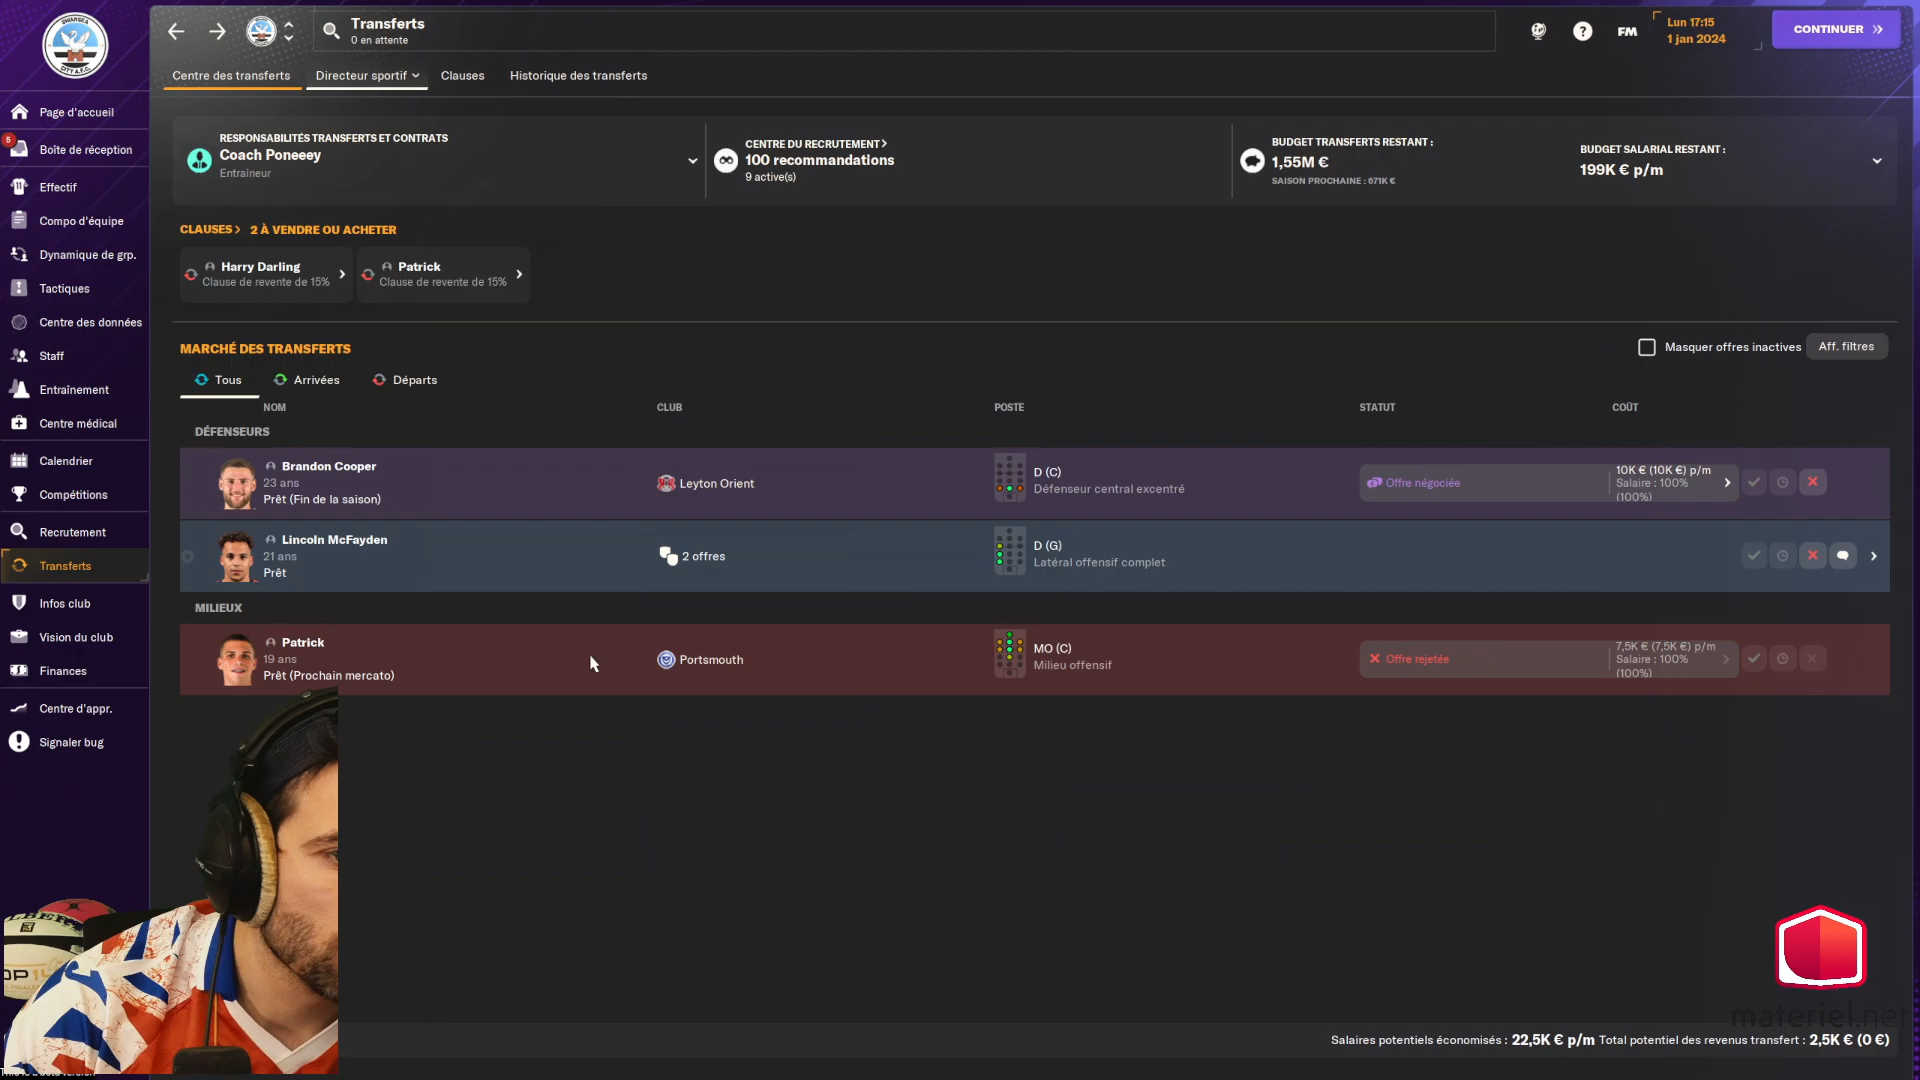 Transferts
0 en attente
Lun 17:15
1 jan 2024
CONTINUER
FM
?
SWANSEA
CITY A.F.C.
Centre des transferts
Directeur sportif
Clauses
Historique des transferts
Page d'accueil
5
Boîte de réception
Effectif
Compo d'équipe
Dynamique de grp.
Tactiques
Centre des données
Staff
Entraînement
Centre médical
Calendrier
Compétitions
Recrutement
Transferts
Infos club
Vision du club
Finances
Centre d'appr.
Signaler bug
RESPONSABILITÉS TRANSFERTS ET CONTRATS
Coach Poneeey
Entraîneur
CENTRE DU RECRUTEMENT
100 recommandations
9 active(s)
BUDGET TRANSFERTS RESTANT :
1,55M €
SAISON PROCHAINE : 671K €
BUDGET SALARIAL RESTANT :
199K € p/m
CLAUSES 2 À VENDRE OU ACHETER
Harry Darling
Clause de revente de 15%
Patrick
Clause de revente de 15%
MARCHÉ DES TRANSFERTS
Masquer offres inactives
Aff. filtres
Tous
Arrivées
Départs
NOM CLUB POSTE STATUT COÛT
DÉFENSEURS
Brandon Cooper
23 ans
Prêt (Fin de la saison)
Leyton Orient
D (C)
Défenseur central excentré
Offre négociée
10K € (10K €) p/m
Salaire : 100%
(100%)
Lincoln McFayden
21 ans
Prêt
2 offres
D (G)
Latéral offensif complet
MILIEUX
Patrick
19 ans
Prêt (Prochain mercato)
Portsmouth
MO (C)
Milieu offensif
Offre rejetée
7,5K € (7,5K €) p/m
Salaire : 100%
(100%)
materiel.net
Salaires potentiels économisés : 22,5K € p/m Total potentiel des revenus transfert : 2,5K € (0 €)